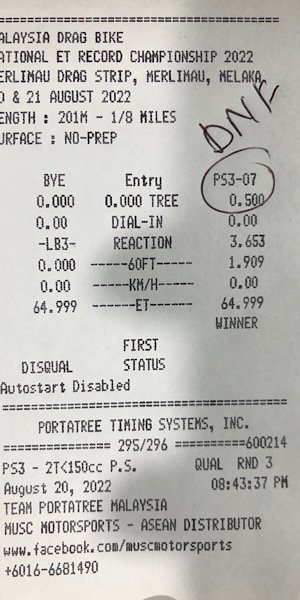 ALAYSIA DRAG BIKE
ATIONAL ET RECORD CHAMPIONSHIP 2022
ERLIMAU DRAG STRIP, MERLIMAU, MELAKA
0 & 21 AUGUST 2022
ENGTH : 201M - 1/8 MILES
URFACE : NO-PREP
DNF
BYE Entry PS3-07
0.000 0.000 TREE 0.500
0.00 DIAL-IN 0.00
-LB3- REACTION 3.653
0.000 ------60FT------ 1.909
0.00 ------KM/H------ 0.00
64.999 -------ET------- 64.999
WINNER
FIRST
DISQUAL STATUS
Autostart Disabled
PORTATREE TIMING SYSTEMS, INC.
================ 295/296 ==========600214
PS3 - 2T<150cc P.S. QUAL RND 3
August 20, 2022 08:43:37 PM
TEAM PORTATREE MALAYSIA
MUSC MOTORSPORTS - ASEAN DISTRIBUTOR
www.facebook.com/muscmotorsports
+6016-6681490